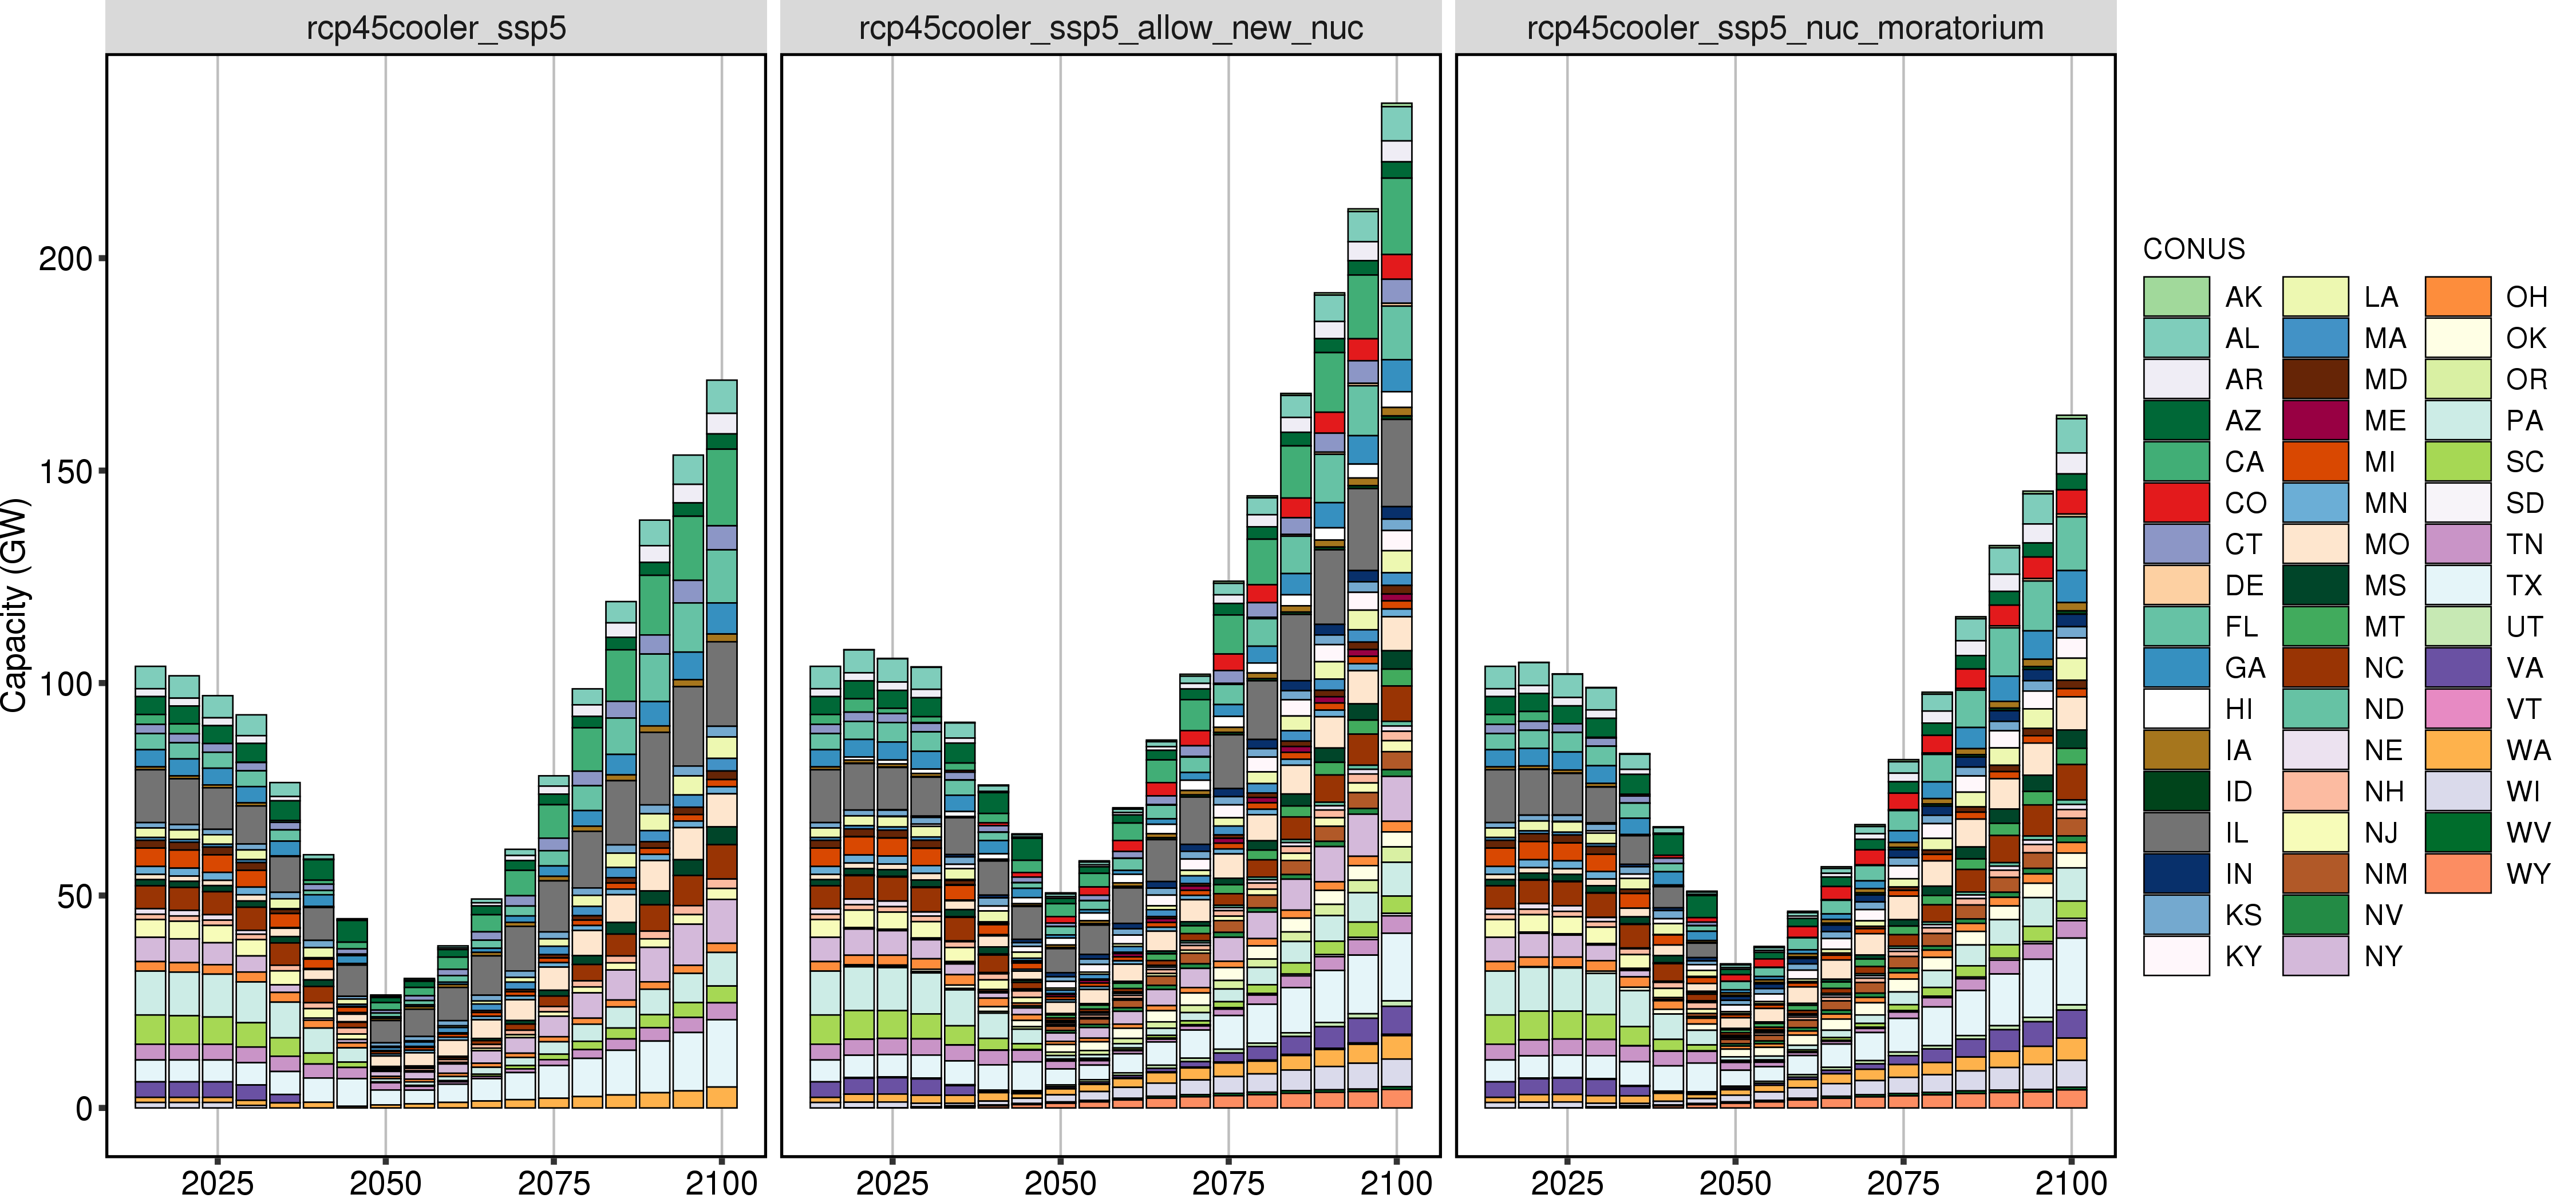 rcp45cooler_ssp5 rcp45cooler_ssp5_allow_new_nuc rcp45cooler_ssp5_nuc_moratorium
Capacity (GW)
200
150
100
50
0
2025 2050 2075 2100 2025 2050 2075 2100 2025 2050 2075 2100
CONUS
AK LA OH
AL MA OK
AR MD OR
AZ ME PA
CA MI SC
CO MN SD
CT MO TN
DE MS TX
FL MT UT
GA NC VA
HI ND VT
IA NE WA
ID NH WI
IL NJ WV
IN NM WY
KS NV
KY NY